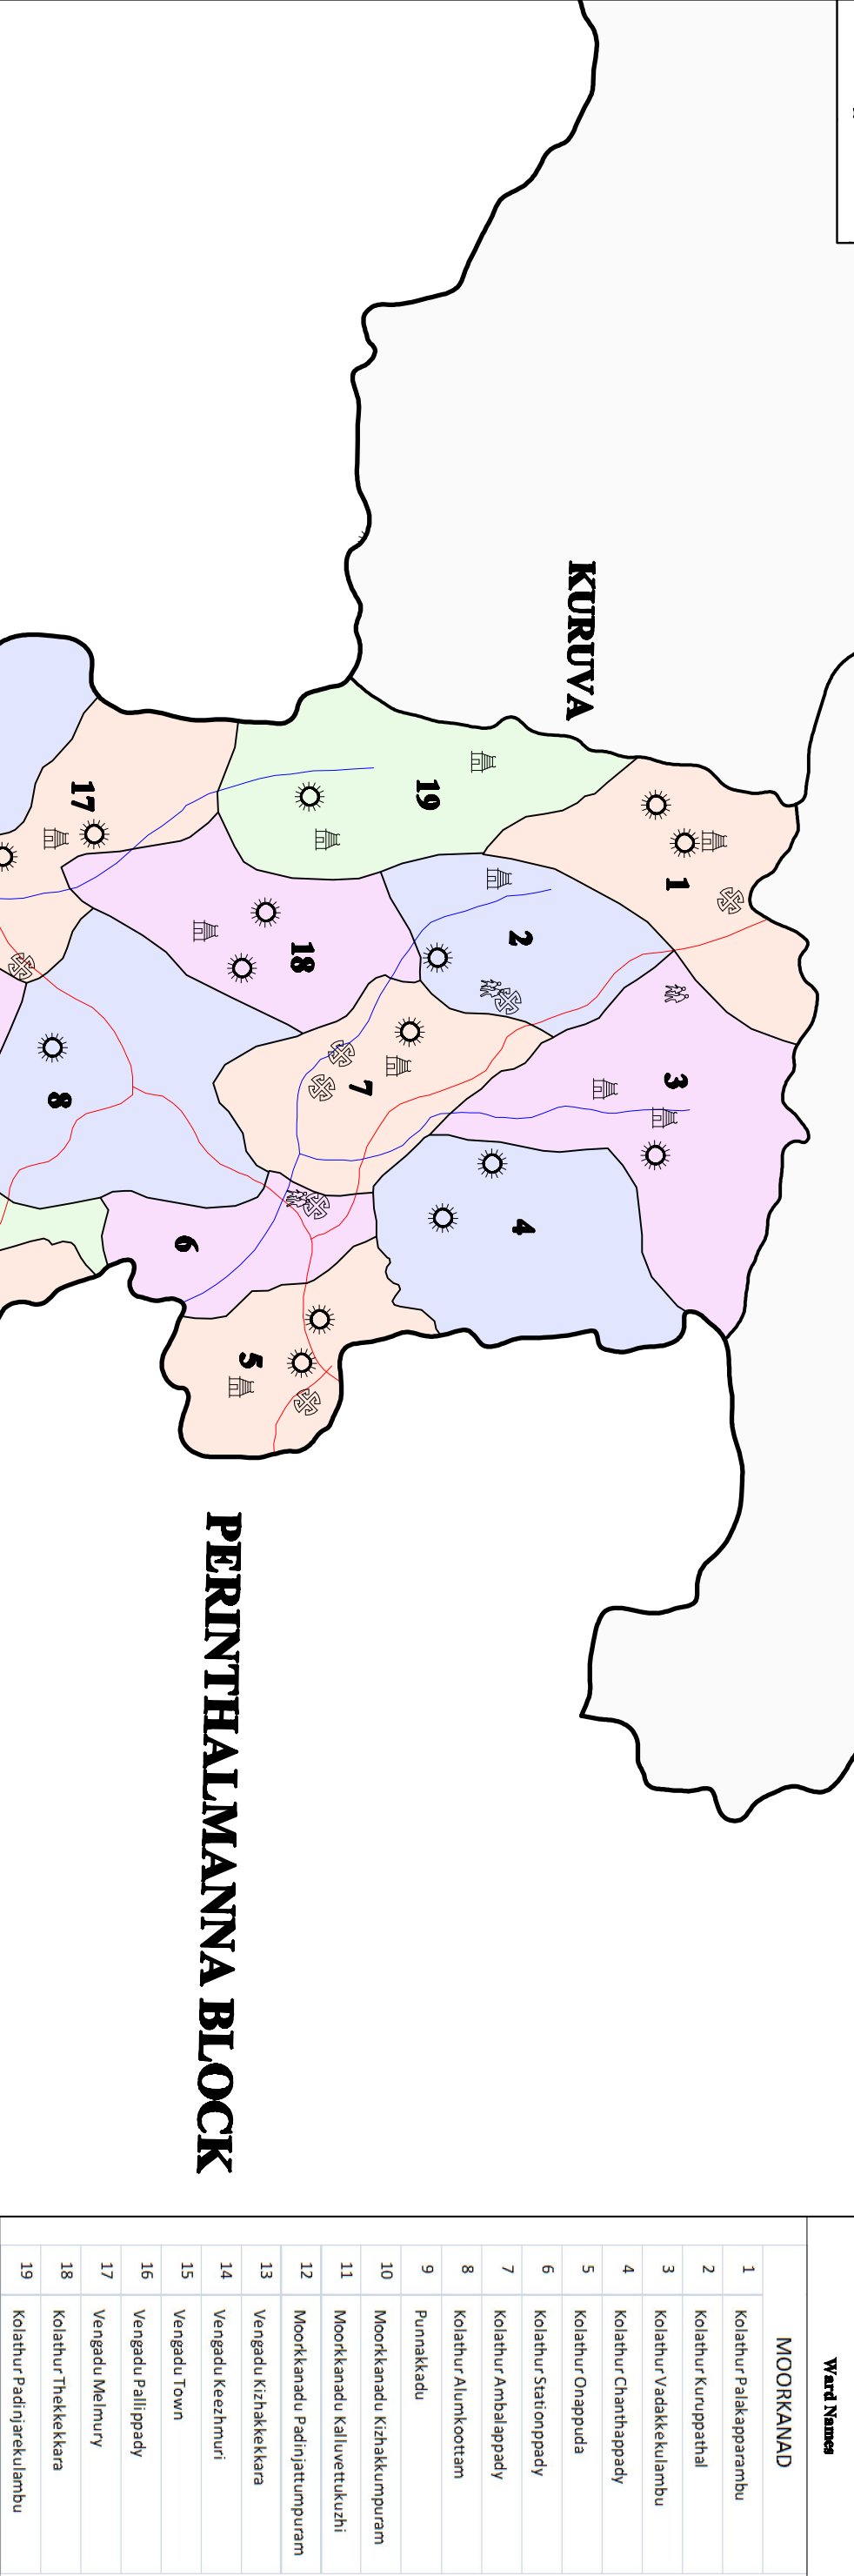 KURUVA
1
2
3
4
5
6
7
8
17
18
19
PERINTHALMANNA BLOCK
Ward Names
MOORKANAD
1 Kolathur Palakapparambu
2 Kolathur Kuruppathal
3 Kolathur Vadakkekulambu
4 Kolathur Chanthappady
5 Kolathur Onappuda
6 Kolathur Stationppady
7 Kolathur Ambalappady
8 Kolathur Alumkoottam
9 Punnakkadu
10 Moorkkanadu Kizhakkumpuram
11 Moorkkanadu Kalluvettukuzhi
12 Moorkkanadu Padinjattumpuram
13 Vengadu Kizhakkekkara
14 Vengadu Keezhmuri
15 Vengadu Town
16 Vengadu Pallippady
17 Vengadu Melmury
18 Kolathur Thekkekkara
19 Kolathur Padinjarekulambu